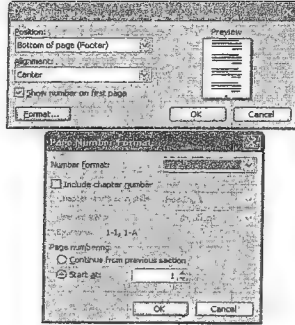 Position:
Preview
Bottom of page (Footer)
Alignment:
Center
Show number on first page
Format...
OK
Cancel
Page Number Format
Number format:
Include chapter number
1-1, 1-A
Page numbering
Continue from previous section
Start at:
1
OK
Cancel